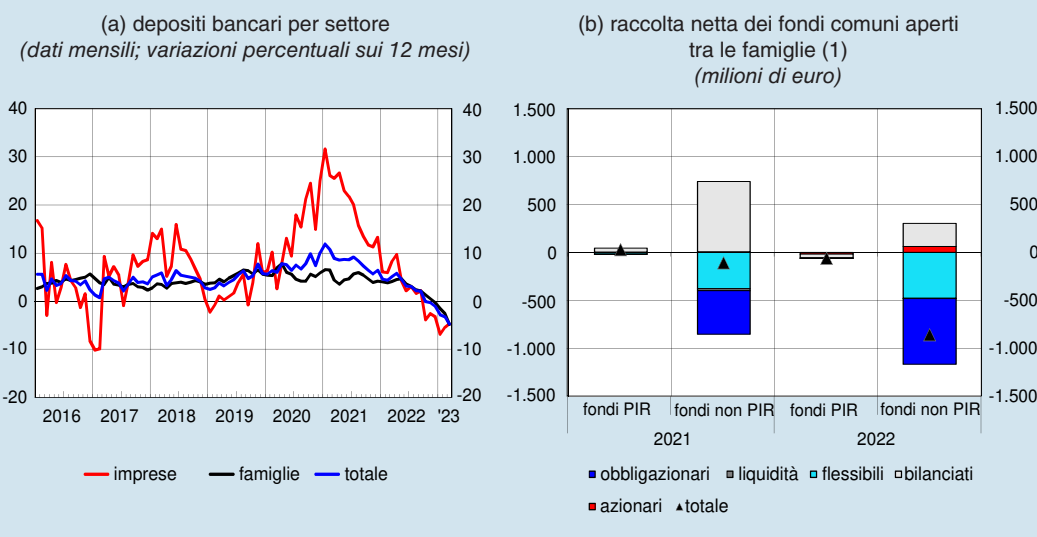 (a) depositi bancari per settore
(dati mensili; variazioni percentuali sui 12 mesi)
40
30
20
10
0
-10
-20
40
30
20
10
0
-10
-20
2016 2017 2018 2019 2020 2021 2022 '23
imprese famiglie totale
(b) raccolta netta dei fondi comuni aperti
tra le famiglie (1)
(milioni di euro)
1.500
1.000
500
0
-500
-1.000
-1.500
1.500
1.000
500
0
-500
-1.000
-1.500
fondi PIR fondi non PIR fondi PIR fondi non PIR
2021 2022
obbligazionari liquidità flessibili bilanciati
azionari totale